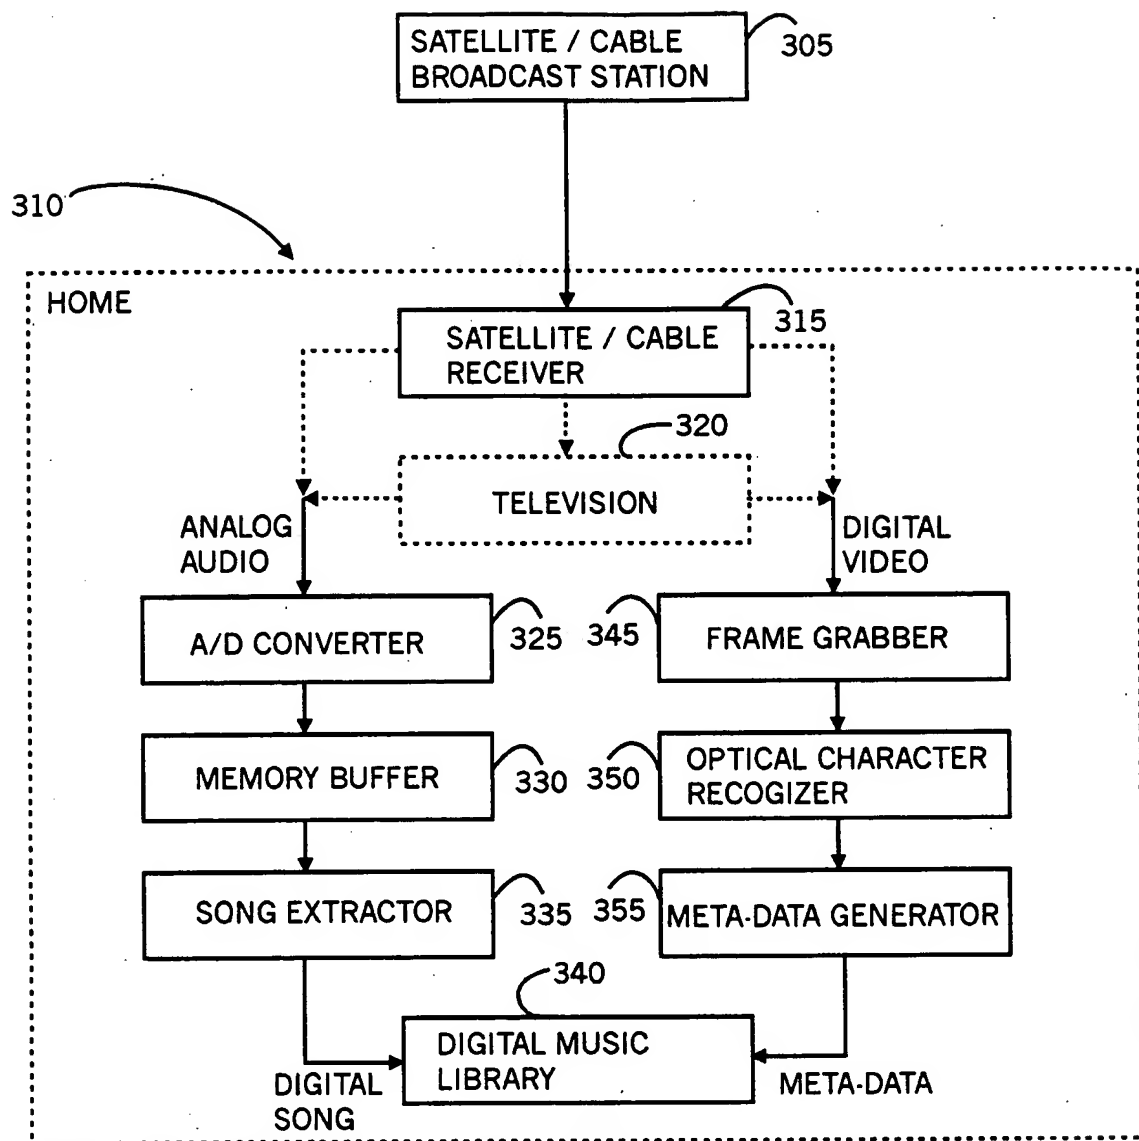 SATELLITE / CABLE
BROADCAST STATION
305
310
HOME
SATELLITE / CABLE
RECEIVER
315
320
TELEVISION
ANALOG
AUDIO
DIGITAL
VIDEO
A/D CONVERTER
325
345
FRAME GRABBER
MEMORY BUFFER
330
350
OPTICAL CHARACTER
RECOGIZER
SONG EXTRACTOR
335
355
META-DATA GENERATOR
340
DIGITAL MUSIC
LIBRARY
DIGITAL
SONG
META-DATA